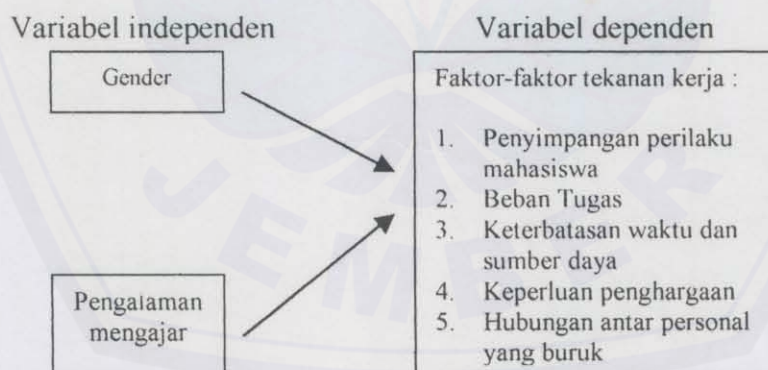 Variabel independen
Variabel dependen
Gender
Pengalaman
mengajar
Faktor-faktor tekanan kerja :
1. Penyimpangan perilaku
mahasiswa
2. Beban Tugas
3. Keterbatasan waktu dan
sumber daya
4. Keperluan penghargaan
5. Hubungan antar personal
yang buruk
JEMBER